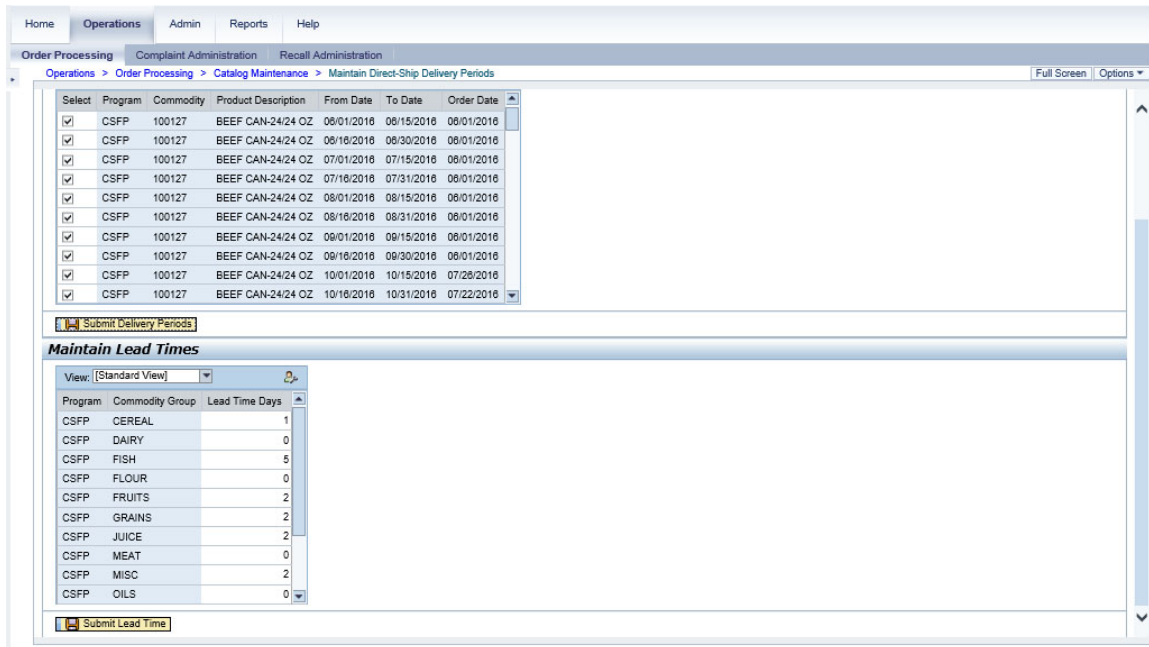 Home Operations Admin Reports Help
Order Processing Complaint Administration Recall Administration
Operations > Order Processing > Catalog Maintenance > Maintain Direct-Ship Delivery Periods Full Screen Options
Select Program Commodity Product Description From Date To Date Order Date
CSFP 100127 BEEF CAN-24/24 OZ 06/01/2016 06/15/2016 06/01/2016
CSFP 100127 BEEF CAN-24/24 OZ 06/16/2016 06/30/2016 06/01/2016
CSFP 100127 BEEF CAN-24/24 OZ 07/01/2016 07/15/2016 06/01/2016
CSFP 100127 BEEF CAN-24/24 OZ 07/16/2016 07/31/2016 06/01/2016
CSFP 100127 BEEF CAN-24/24 OZ 08/01/2016 08/15/2016 06/01/2016
CSFP 100127 BEEF CAN-24/24 OZ 08/16/2016 08/31/2016 06/01/2016
CSFP 100127 BEEF CAN-24/24 OZ 09/01/2016 09/15/2016 06/01/2016
CSFP 100127 BEEF CAN-24/24 OZ 09/16/2016 09/30/2016 06/01/2016
CSFP 100127 BEEF CAN-24/24 OZ 10/01/2016 10/15/2016 07/26/2016
CSFP 100127 BEEF CAN-24/24 OZ 10/16/2016 10/31/2016 07/22/2016
Submit Delivery Periods
Maintain Lead Times
View: [Standard View]
Program Commodity Group Lead Time Days
CSFP CEREAL 1
CSFP DAIRY 0
CSFP FISH 5
CSFP FLOUR 0
CSFP FRUITS 2
CSFP GRAINS 2
CSFP JUICE 2
CSFP MEAT 0
CSFP MISC 2
CSFP OILS 0
Submit Lead Time